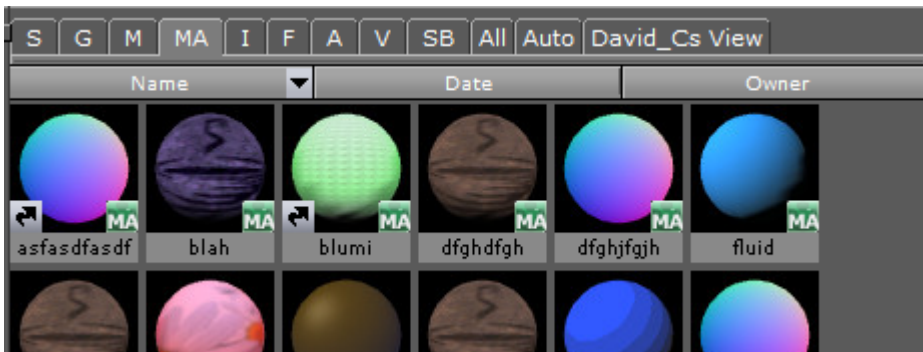 S G M MA I F A V SB All Auto David_Cs View
Name Date Owner
MA MA MA MA MA MA
asfasdfasdf blah blumi dfghdfgh dfghjfgjh fluid